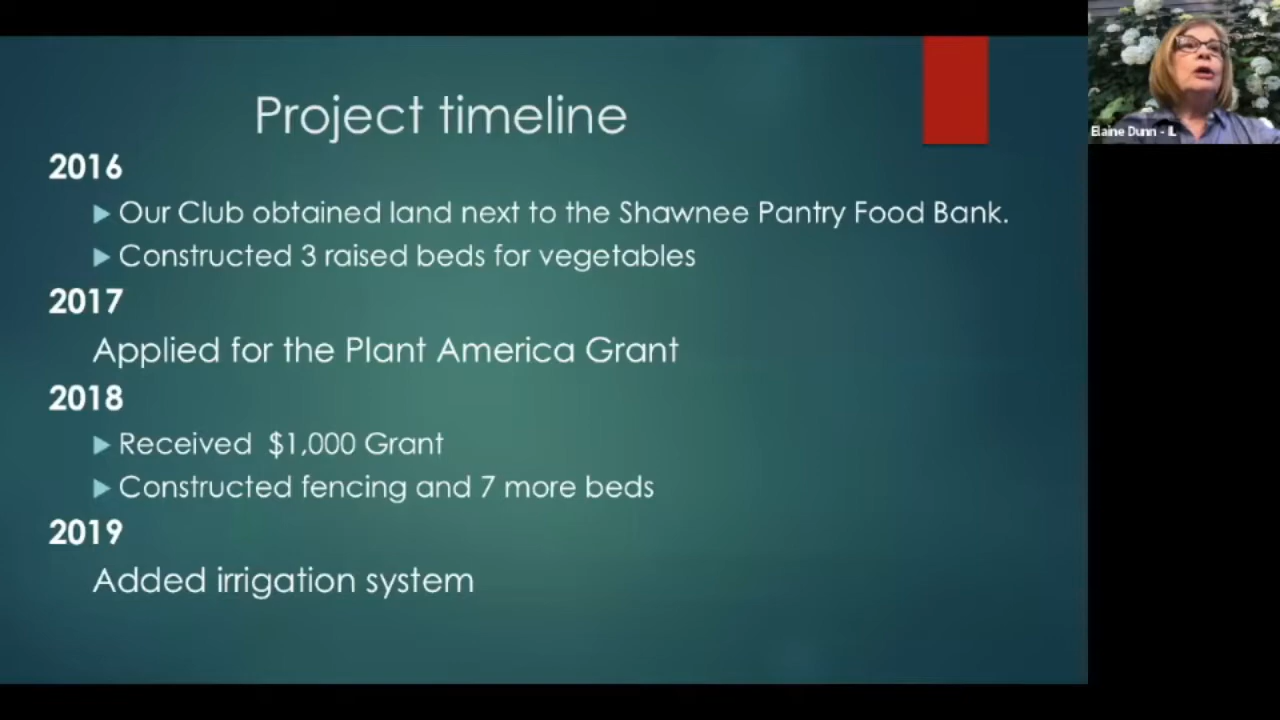 Project timeline
2016
Our Club obtained land next to the Shawnee Pantry Food Bank.
Constructed 3 raised beds for vegetables
2017
Applied for the Plant America Grant
2018
Received $1,000 Grant
Constructed fencing and 7 more beds
2019
Added irrigation system
Elaine Dunn - IL